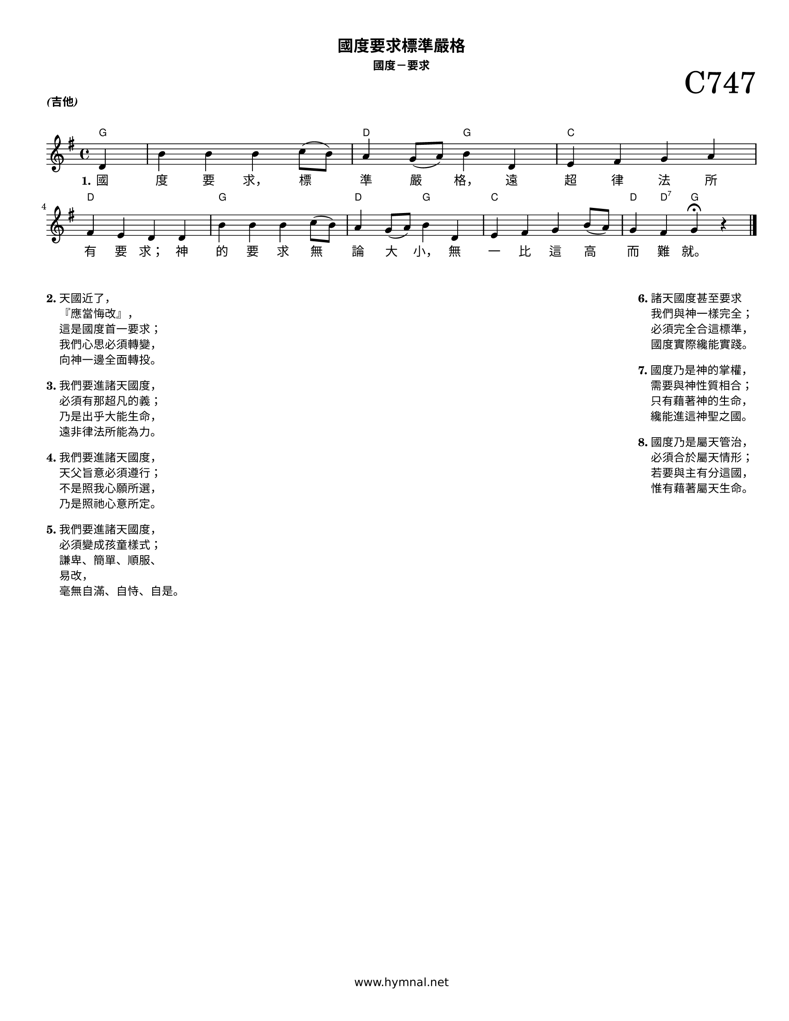 國度要求標準嚴格
國度－要求
C747
(吉他)
G D G C
1. 國 度 要 求， 標 準 嚴 格， 遠 超 律 法 所
D G D G C D D7 G
4
有 要 求； 神 的 要 求 無 論 大 小， 無 一 比 這 高 而 難 就。
2. 天國近了，
『應當悔改』，
這是國度首一要求；
我們心思必須轉變，
向神一邊全面轉投。
3. 我們要進諸天國度，
必須有那超凡的義；
乃是出乎大能生命，
遠非律法所能為力。
4. 我們要進諸天國度，
天父旨意必須遵行；
不是照我心願所選，
乃是照祂心意所定。
5. 我們要進諸天國度，
必須變成孩童樣式；
謙卑、簡單、順服、
易改，
毫無自滿、自恃、自是。
6. 諸天國度甚至要求
我們與神一樣完全；
必須完全合這標準，
國度實際纔能實踐。
7. 國度乃是神的掌權，
需要與神性質相合；
只有藉著神的生命，
纔能進這神聖之國。
8. 國度乃是屬天管治，
必須合於屬天情形；
若要與主有分這國，
惟有藉著屬天生命。
www.hymnal.net